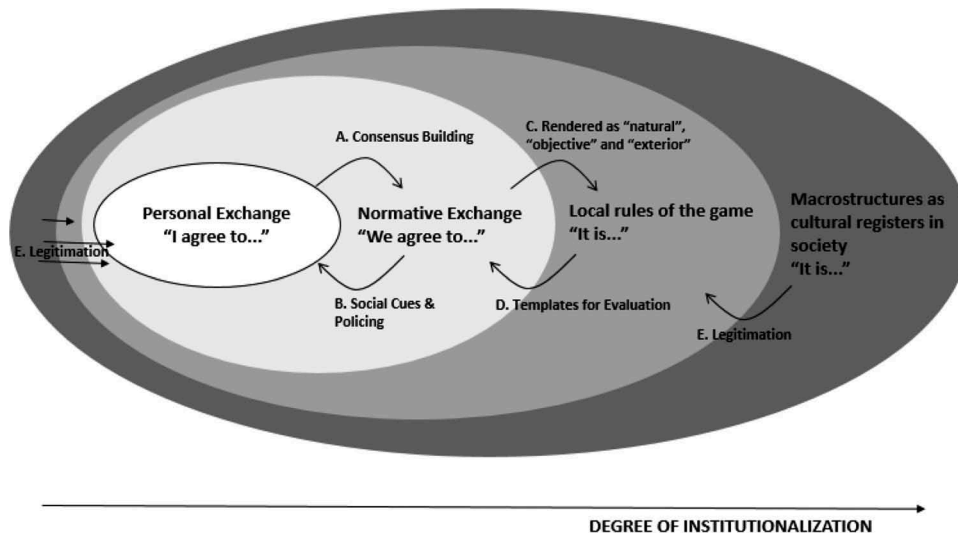 A. Consensus Building
C. Rendered as “natural”,
“objective” and “exterior”
Personal Exchange
“I agree to...”
Normative Exchange
“We agree to...”
Local rules of the game
“It is...”
Macrostructures as
cultural registers in
society
“It is...”
E. Legitimation
B. Social Cues &
Policing
D. Templates for Evaluation
E. Legitimation
DEGREE OF INSTITUTIONALIZATION